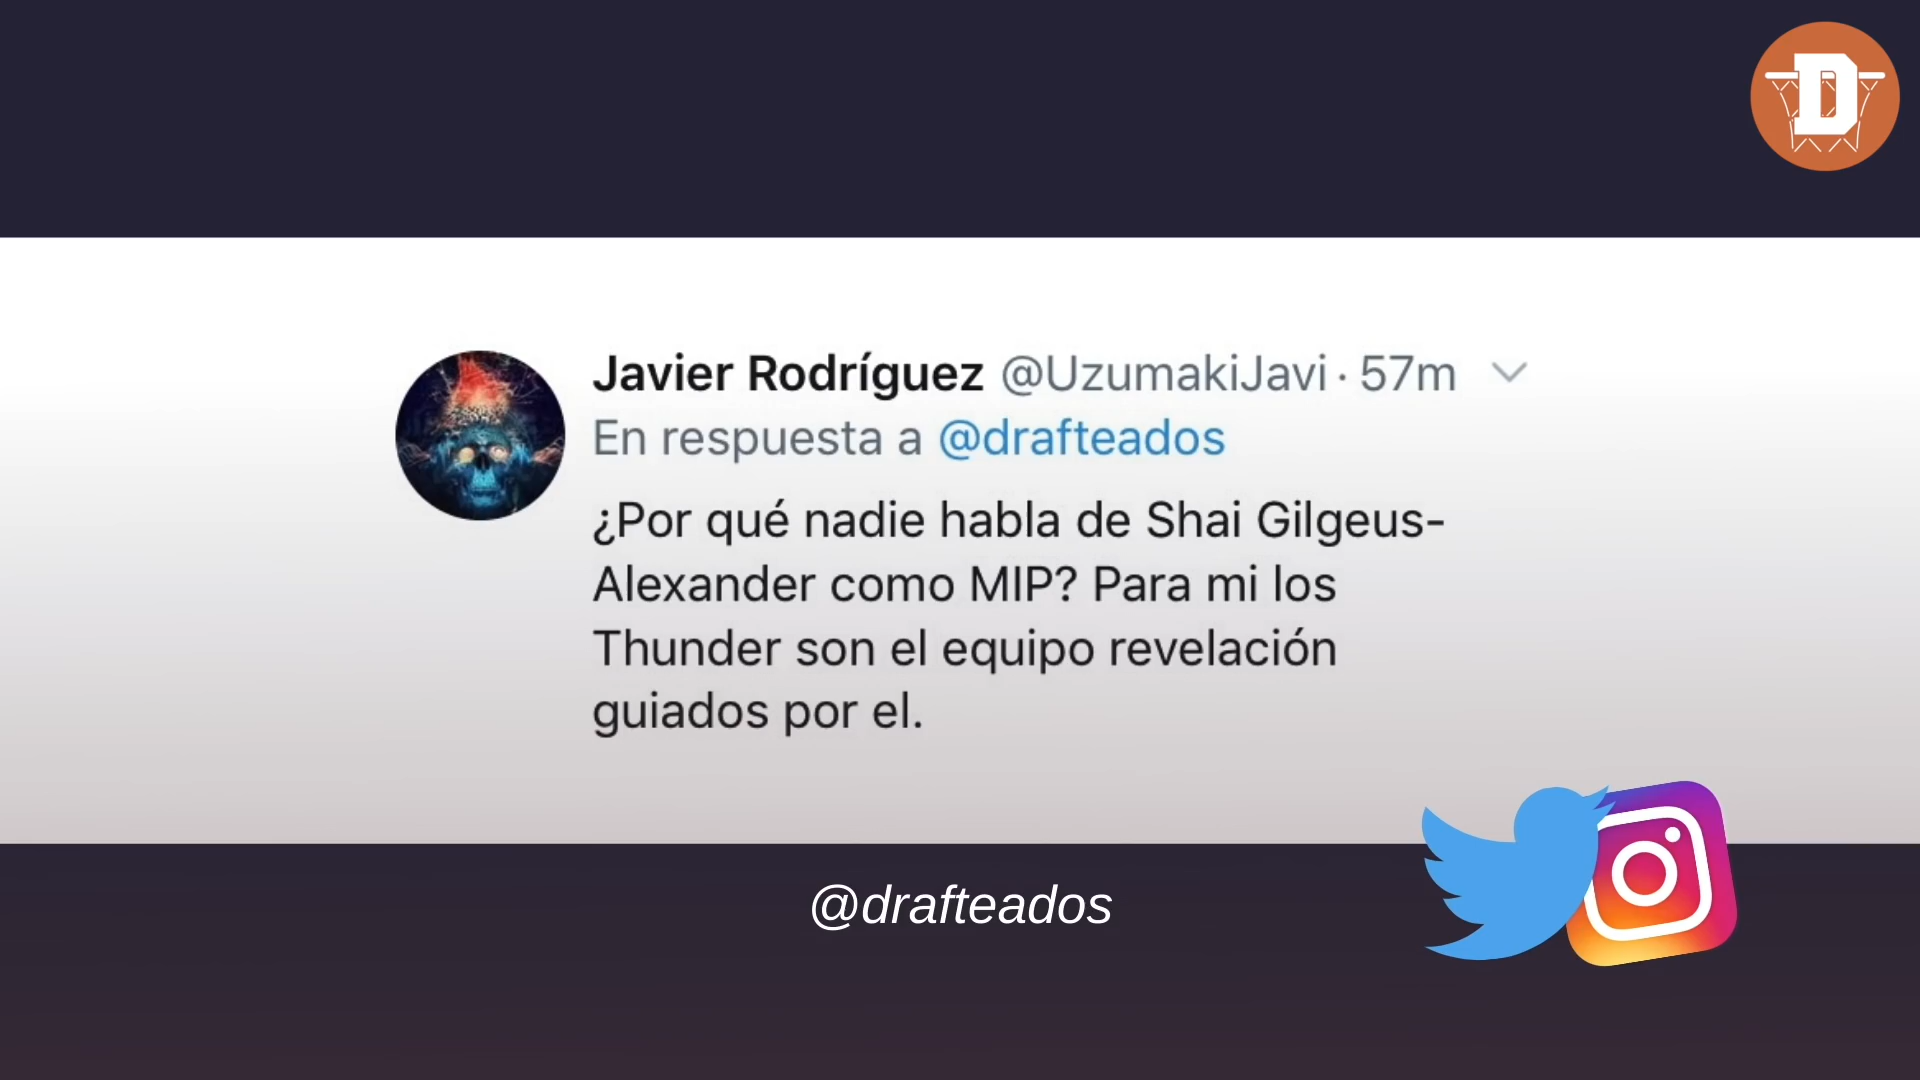 D
Javier Rodríguez @UzumakiJavi · 57m
En respuesta a @drafteados
¿Por qué nadie habla de Shai Gilgeus-
Alexander como MIP? Para mi los
Thunder son el equipo revelación
guiados por el.
@drafteados